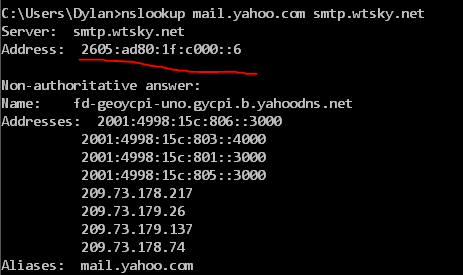 C:\Users\Dylan>nslookup mail.yahoo.com smtp.wtsky.net
Server:  smtp.wtsky.net
Address:  2605:ad80:1f:c000::6
Non-authoritative answer:
Name:    fd-geoycpi-uno.gycpi.b.yahoodns.net
Addresses:  2001:4998:15c:806::3000
2001:4998:15c:803::4000
2001:4998:15c:801::3000
2001:4998:15c:805::3000
209.73.178.217
209.73.179.26
209.73.179.137
209.73.178.74
Aliases:  mail.yahoo.com